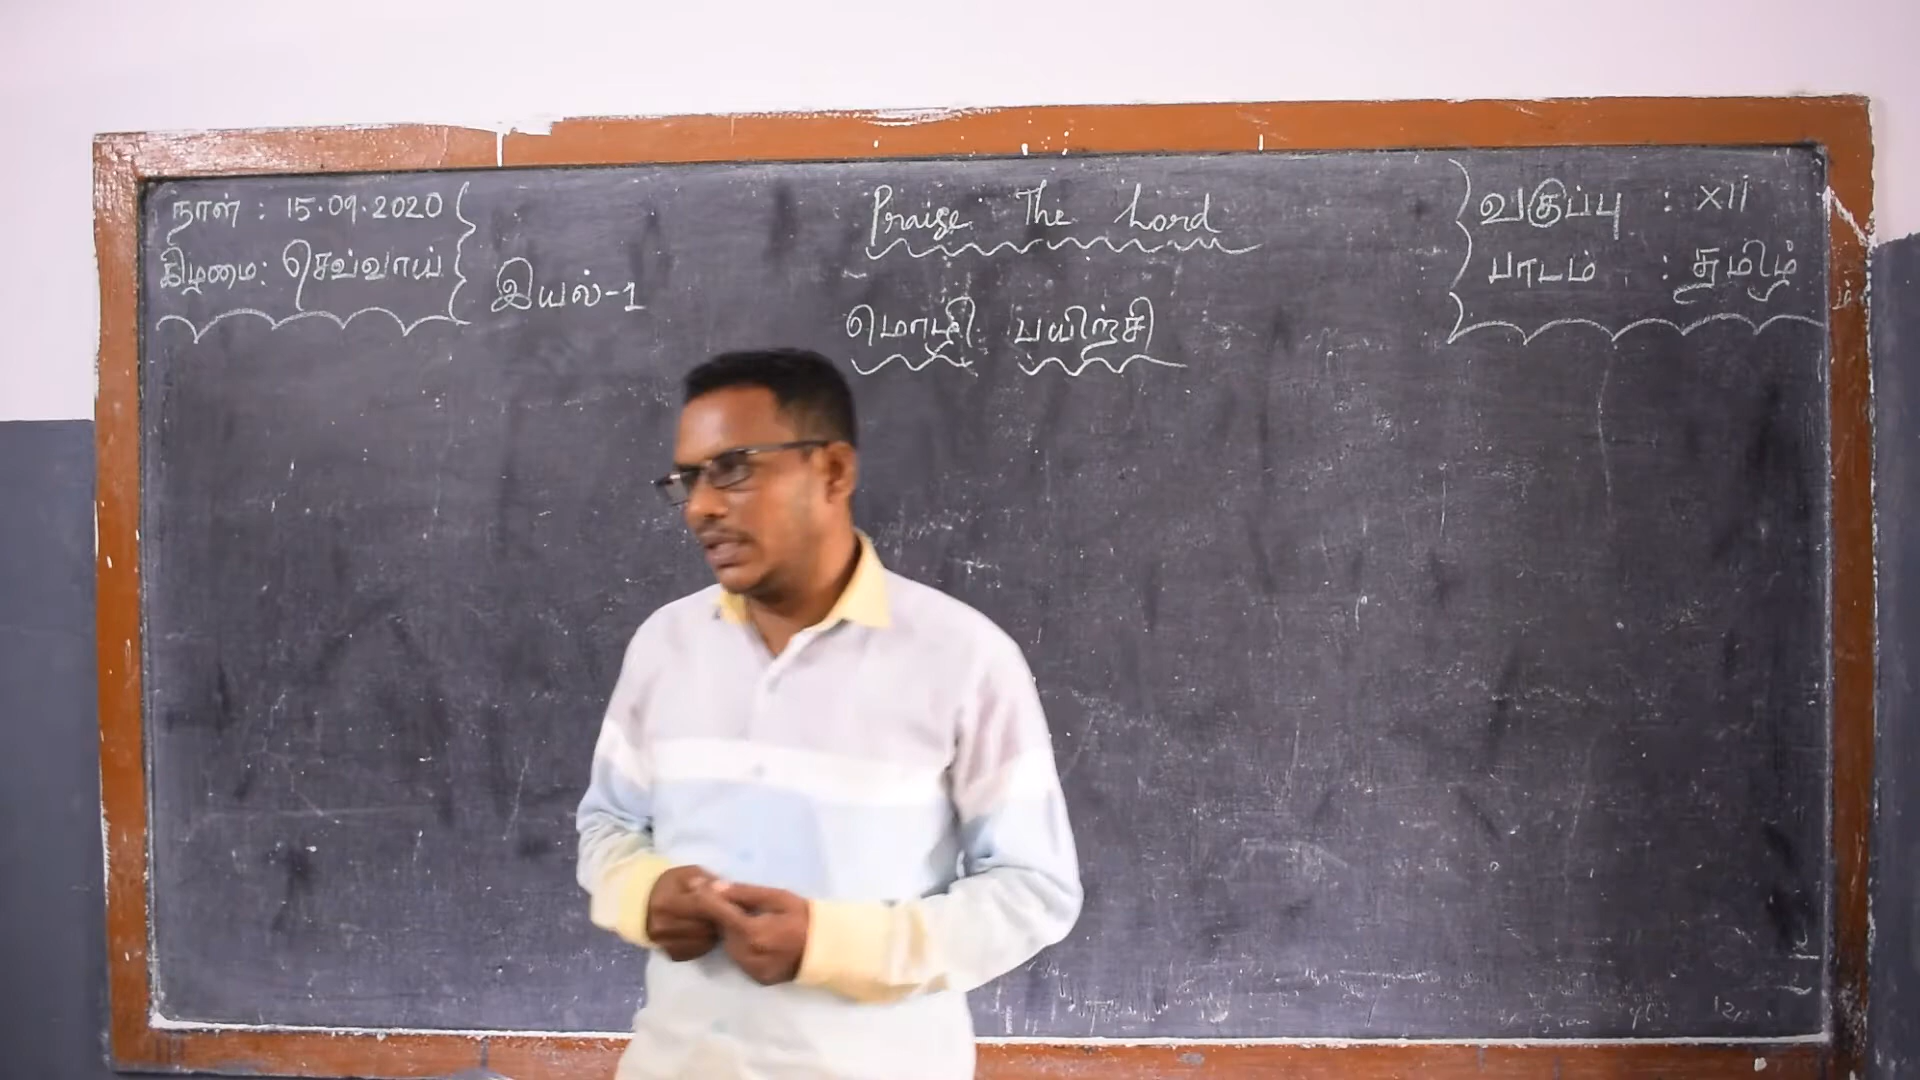 நாள் : 15.09.2020
கிழமை: செவ்வாய்
இயல்-1
Praise The Lord
மொழி பயிற்சி
வகுப்பு : XII
பாடம் : தமிழ்